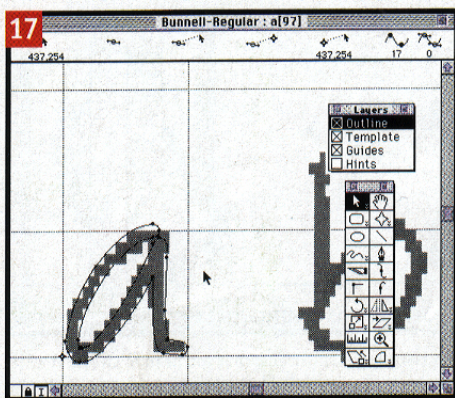 17
Bunnell-Regular : a[97]
437,254
437,254
17
0
Layers
Outline
Template
Guides
Hints